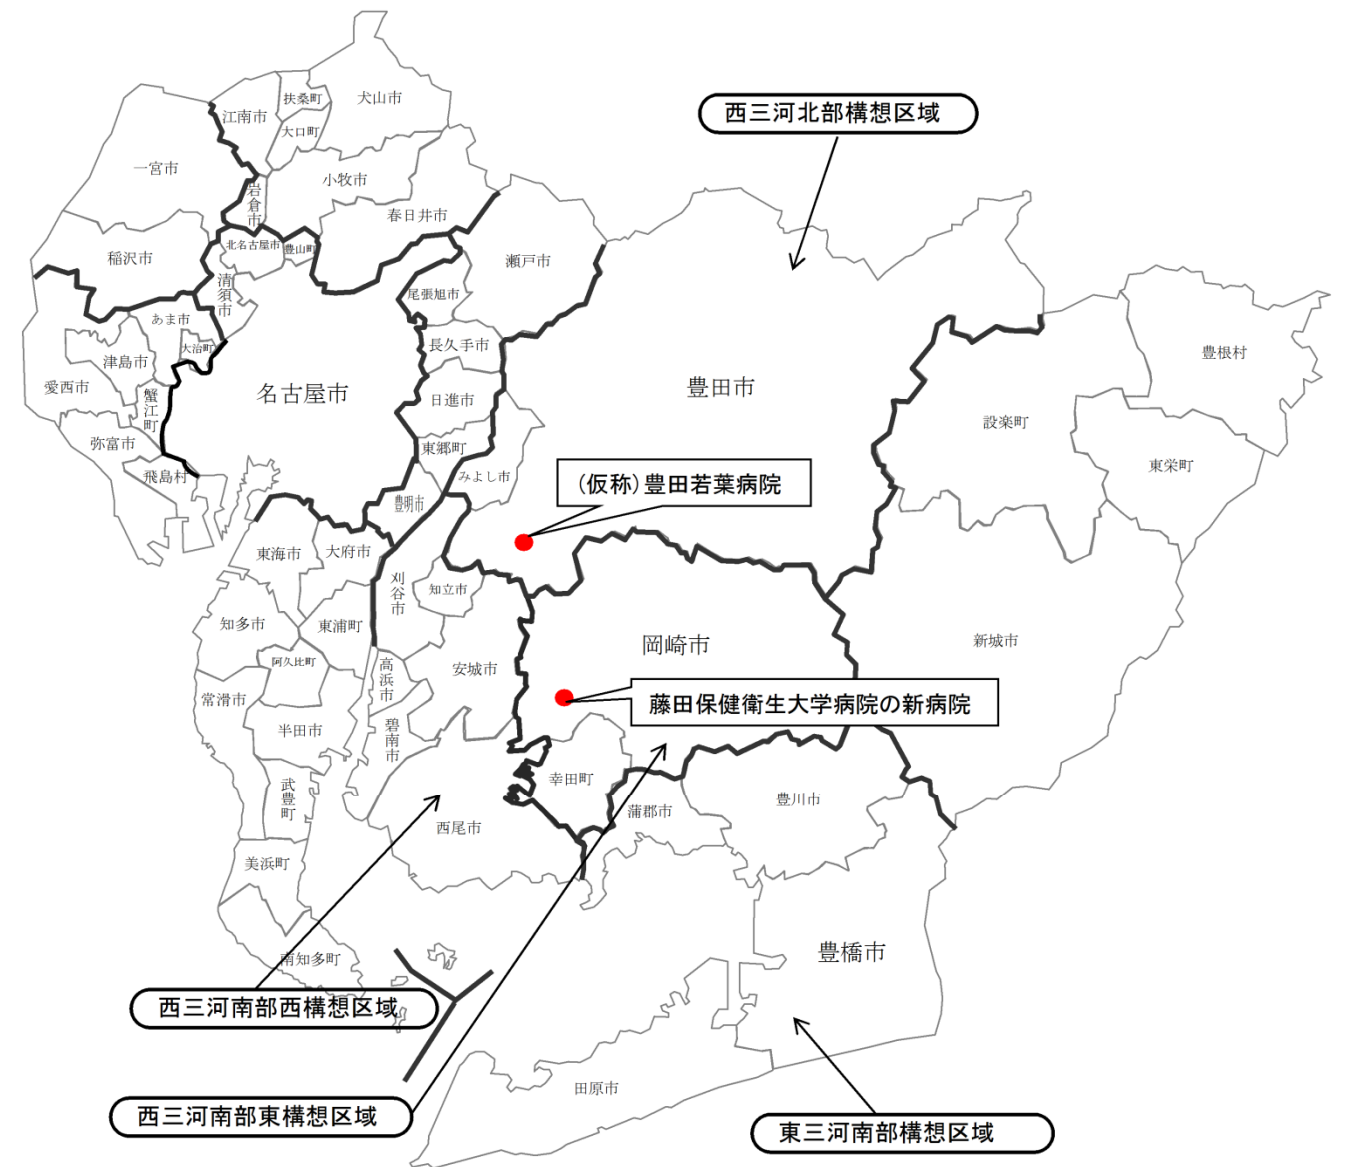 犬山市
扶桑町
江南市
大口町
西三河北部構想区域
一宮市
小牧市
岩倉市
春日井市
北名古屋市
豊山町
稲沢市
瀬戸市
清須市
尾張旭市
あま市
長久手市
大治町
津島市
豊根村
愛西市
名古屋市
豊田市
蟹江町
日進市
設楽町
弥富市
東郷町
東栄町
飛島村
みよし市
(仮称)豊田若葉病院
豊明市
東海市
大府市
刈谷市
知立市
知多市
東浦町
岡崎市
新城市
阿久比町
高浜市
安城市
常滑市
藤田保健衛生大学病院の新病院
半田市
碧南市
幸田町
武豊町
豊川市
蒲郡市
西尾市
美浜町
豊橋市
南知多町
西三河南部西構想区域
田原市
西三河南部東構想区域
東三河南部構想区域